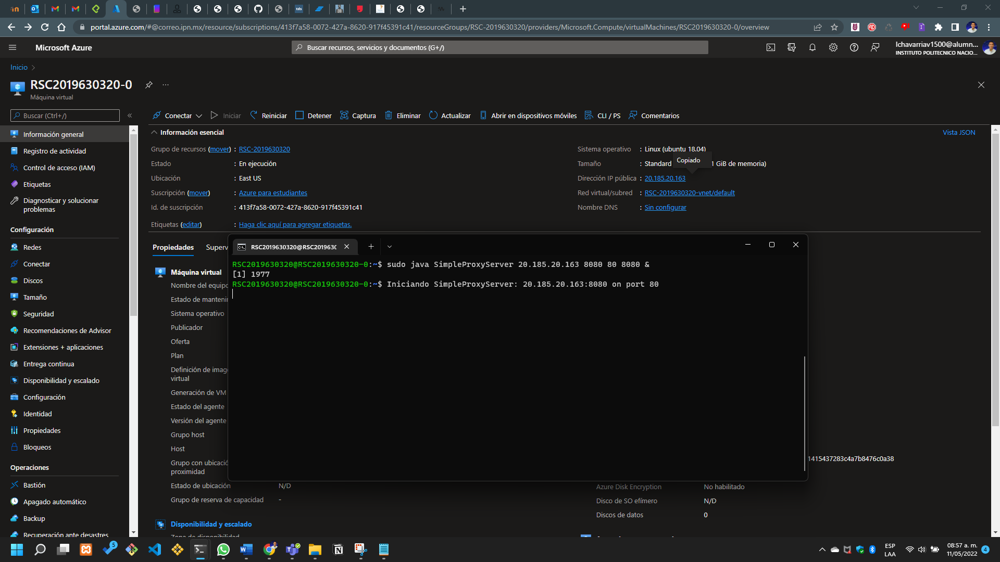 portal.azure.com/#@correo.ipn.mx/resource/subscriptions/413f7a58-0072-427a-8620-917f45391c41/resourceGroups/RSC-2019630320/providers/Microsoft.Compute/virtualMachines/RSC2019630320-0/overview
Microsoft Azure
Buscar recursos, servicios y documentos (G+/)
lchavarriav1500@alumn...
INSTITUTO POLITECNICO NACIO...
Inicio
RSC2019630320-0
Máquina virtual
Buscar (Ctrl+/)
Conectar
Iniciar
Reiniciar
Detener
Captura
Eliminar
Actualizar
Abrir en dispositivos móviles
CLI / PS
Comentarios
Información general
Registro de actividad
Control de acceso (IAM)
Etiquetas
Diagnosticar y solucionar
problemas
Configuración
Redes
Conectar
Discos
Tamaño
Seguridad
Recomendaciones de Advisor
Extensiones + aplicaciones
Entrega continua
Disponibilidad y escalado
Configuración
Identidad
Propiedades
Bloqueos
Operaciones
Bastión
Apagado automático
Backup
Recuperación ante desastres
Información esencial
Vista JSON
Grupo de recursos (mover) : RSC-2019630320
Estado : En ejecución
Ubicación : East US
Suscripción (mover) : Azure para estudiantes
Id. de suscripción : 413f7a58-0072-427a-8620-917f45391c41
Etiquetas (editar) : Haga clic aquí para agregar etiquetas.
Sistema operativo : Linux (ubuntu 18.04)
Copiado
Tamaño : Standard 1 GiB de memoria)
Dirección IP pública : 20.185.20.163
Red virtual/subred : RSC-2019630320-vnet/default
Nombre DNS : Sin configurar
Propiedades
Superv
Máquina virtual
Nombre del equipo
Estado de mantenir
Sistema operativo
Publicador
Oferta
Plan
Definición de imag
virtual
Generación de VM
Estado del agente
Versión del agente
Grupo host
Host
Grupo con ubicació
proximidad
Estado de ubicación N/D
Grupo de reserva de capacidad -
Disponibilidad y escalado
RSC2019630320@RSC201963(
RSC2019630320@RSC2019630320-0:~$ sudo java SimpleProxyServer 20.185.20.163 8080 80 8080 &
[1] 1977
RSC2019630320@RSC2019630320-0:~$ Iniciando SimpleProxyServer: 20.185.20.163:8080 on port 80
1415437283c4a7b8476c0a38
Azure Disk Encryption No habilitado
Disco de SO efímero N/D
Discos de datos 0
5
ESP
LAA
08:57 a. m.
11/05/2022
4